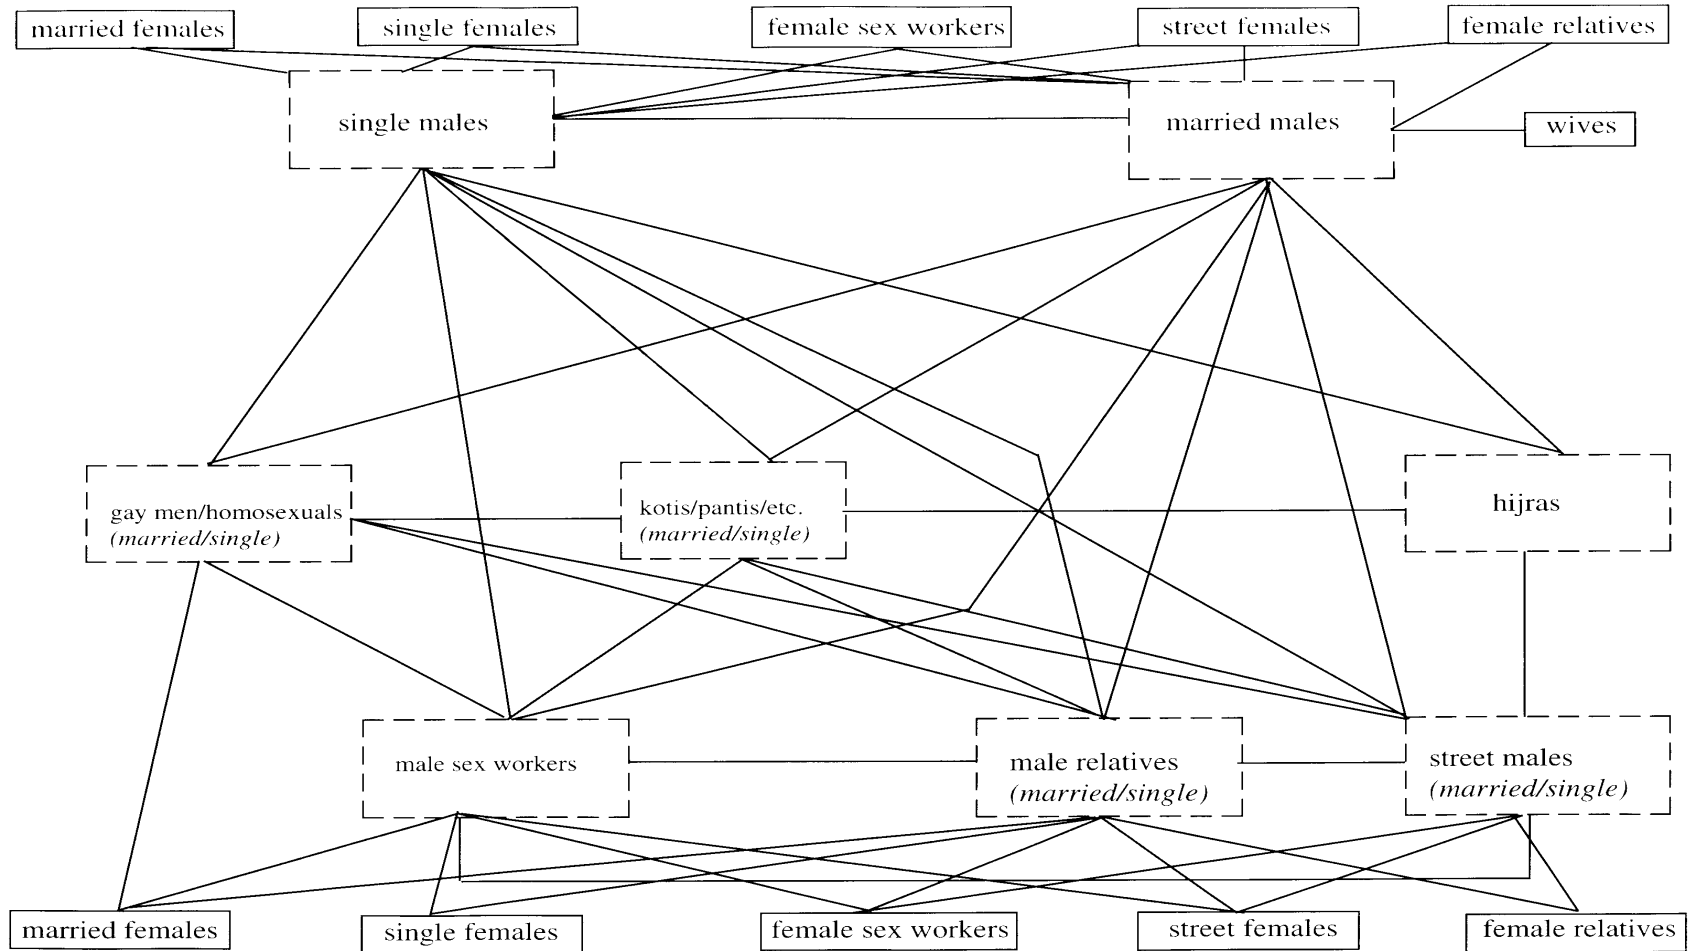 married females
single females
female sex workers
street females
female relatives
single males
married males
wives
gay men/homosexuals
(married/single)
kotis/pantis/etc.
(married/single)
hijras
male sex workers
male relatives
(married/single)
street males
(married/single)
married females
single females
female sex workers
street females
female relatives